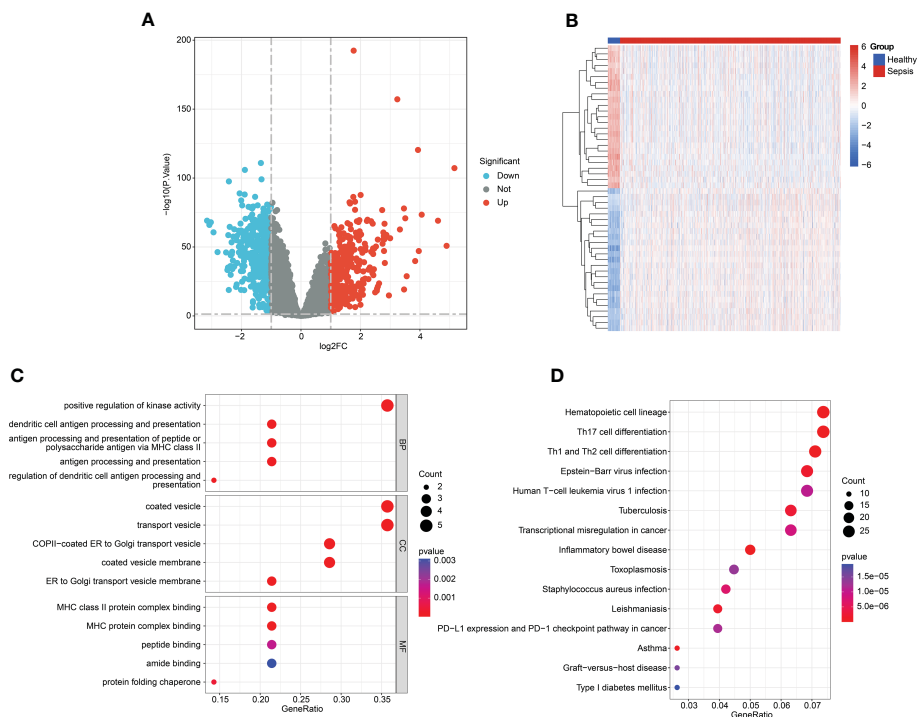 A
200
150
100
50
0
−log10(P.Value)
−2
0
2
4
log2FC
Significant
Down
Not
Up
B
6
4
2
0
−2
−4
−6
Group
Healthy
Sepsis
C
positive regulation of kinase activity
dendritic cell antigen processing and presentation
antigen processing and presentation of peptide or
polysaccharide antigen via MHC class II
antigen processing and presentation
regulation of dendritic cell antigen processing and
presentation
BP
coated vesicle
transport vesicle
COPII−coated ER to Golgi transport vesicle
coated vesicle membrane
ER to Golgi transport vesicle membrane
CC
MHC class II protein complex binding
MHC protein complex binding
peptide binding
amide binding
protein folding chaperone
MF
0.15
0.20
0.25
0.30
0.35
GeneRatio
Count
2
3
4
5
pvalue
0.003
0.002
0.001
D
Hematopoietic cell lineage
Th17 cell differentiation
Th1 and Th2 cell differentiation
Epstein−Barr virus infection
Human T−cell leukemia virus 1 infection
Tuberculosis
Transcriptional misregulation in cancer
Inflammatory bowel disease
Toxoplasmosis
Staphylococcus aureus infection
Leishmaniasis
PD−L1 expression and PD−1 checkpoint pathway in cancer
Asthma
Graft−versus−host disease
Type I diabetes mellitus
0.03
0.04
0.05
0.06
0.07
GeneRatio
Count
10
15
20
25
pvalue
1.5e−05
1.0e−05
5.0e−06